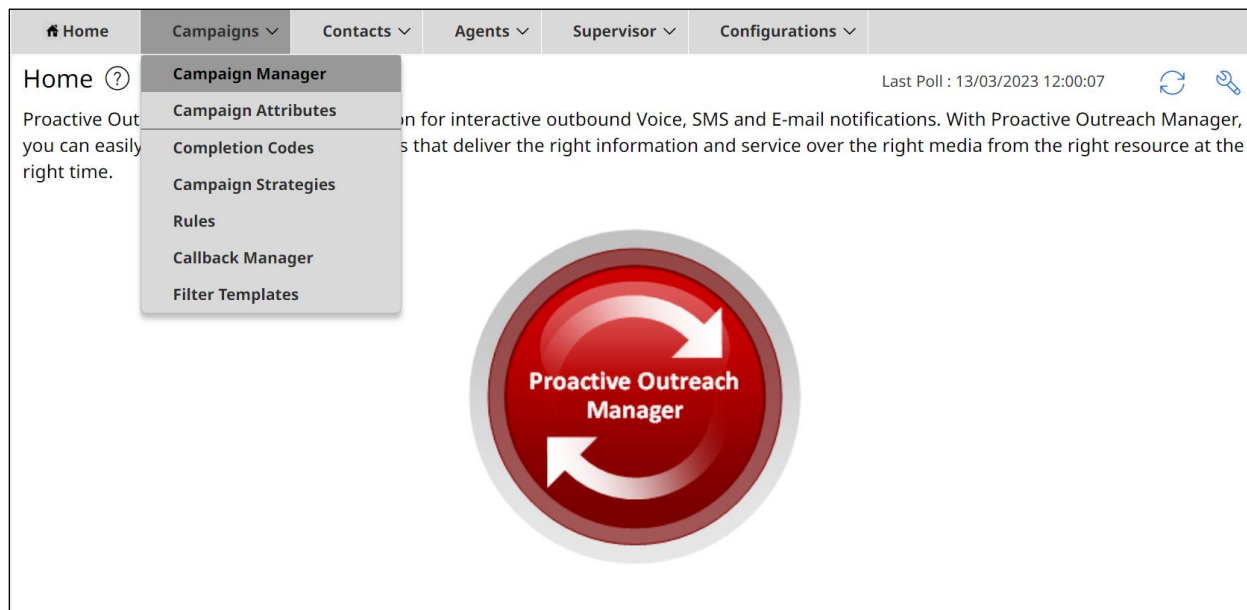 Home Campaigns Contacts Agents Supervisor Configurations
Home ? Last Poll : 13/03/2023 12:00:07
Campaign Manager
Campaign Attributes
Completion Codes
Campaign Strategies
Rules
Callback Manager
Filter Templates
Proactive Out n for interactive outbound Voice, SMS and E-mail notifications. With Proactive Outreach Manager,
you can easily s that deliver the right information and service over the right media from the right resource at the
right time.
Proactive Outreach
Manager